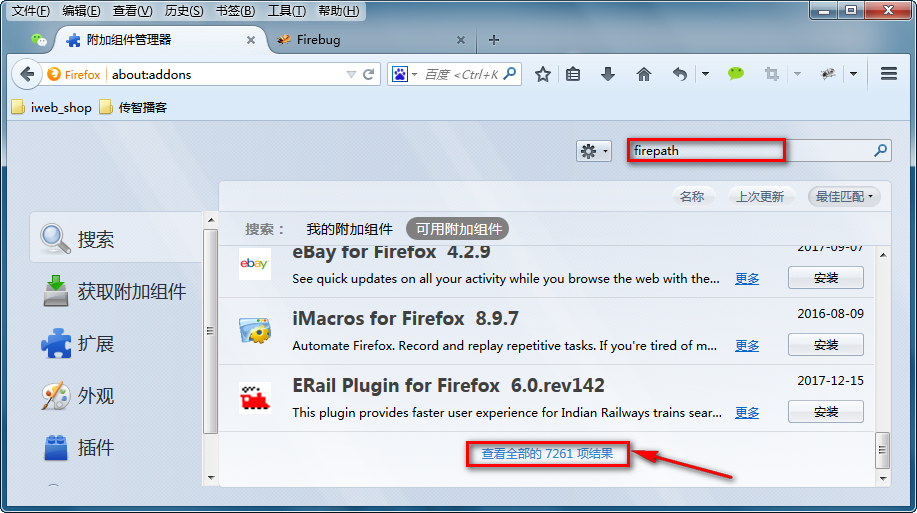 文件(F) 编辑(E) 查看(V) 历史(S) 书签(B) 工具(T) 帮助(H)
附加组件管理器 Firebug
Firefox about:addons 百度 <Ctrl+K
iweb_shop 传智播客
firepath
名称 上次更新 最佳匹配
搜索： 我的附加组件 可用附加组件
搜索
获取附加组件
扩展
外观
插件
eBay for Firefox 4.2.9 2017-09-07
ebay
See quick updates on all your activity while you browse the web with the... 更多 安装
iMacros for Firefox 8.9.7 2016-08-09
Automate Firefox. Record and replay repetitive tasks. If you're tired of m... 更多 安装
ERail Plugin for Firefox 6.0.rev142 2017-12-15
This plugin provides faster user experience for Indian Railways trains sear... 更多 安装
查看全部的 7261 项结果